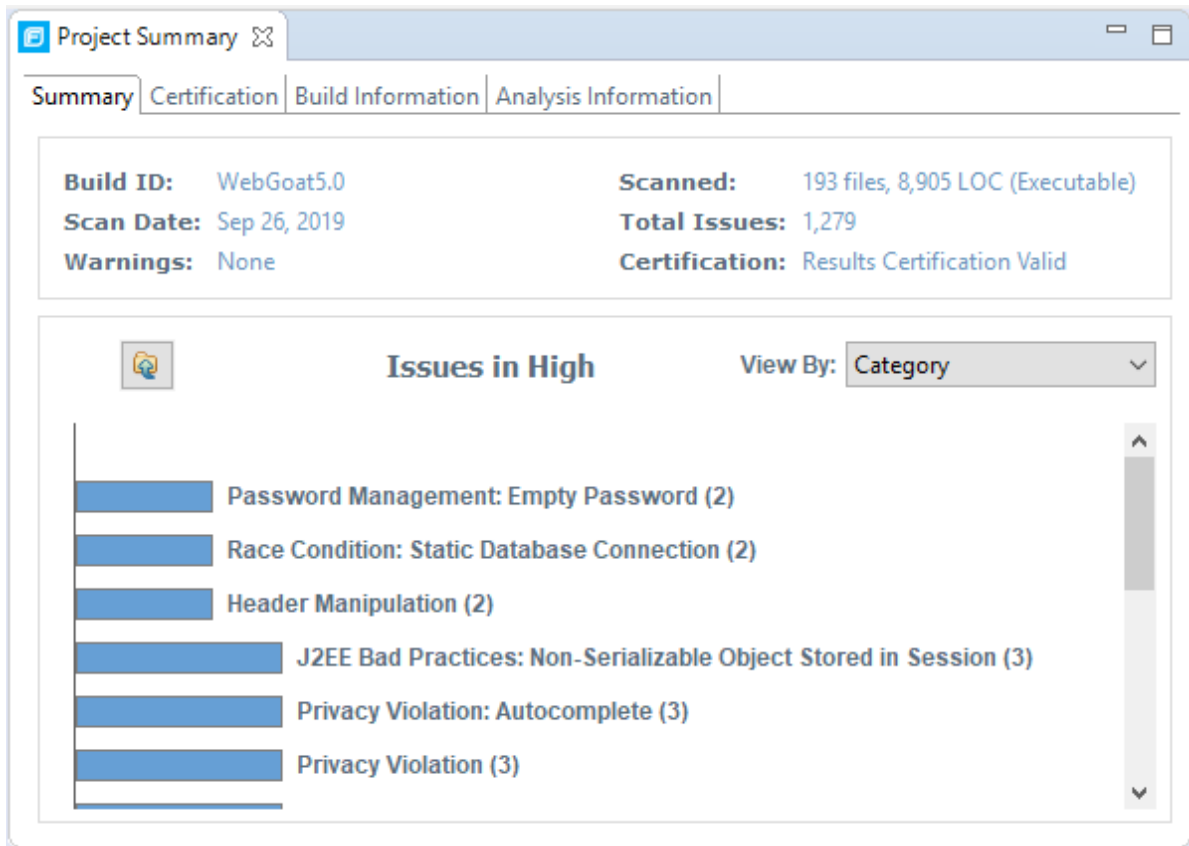 Project Summary
Summary Certification Build Information Analysis Information
Build ID: WebGoat5.0 Scanned: 193 files, 8,905 LOC (Executable)
Scan Date: Sep 26, 2019 Total Issues: 1,279
Warnings: None Certification: Results Certification Valid
Issues in High View By: Category
Password Management: Empty Password (2)
Race Condition: Static Database Connection (2)
Header Manipulation (2)
J2EE Bad Practices: Non-Serializable Object Stored in Session (3)
Privacy Violation: Autocomplete (3)
Privacy Violation (3)